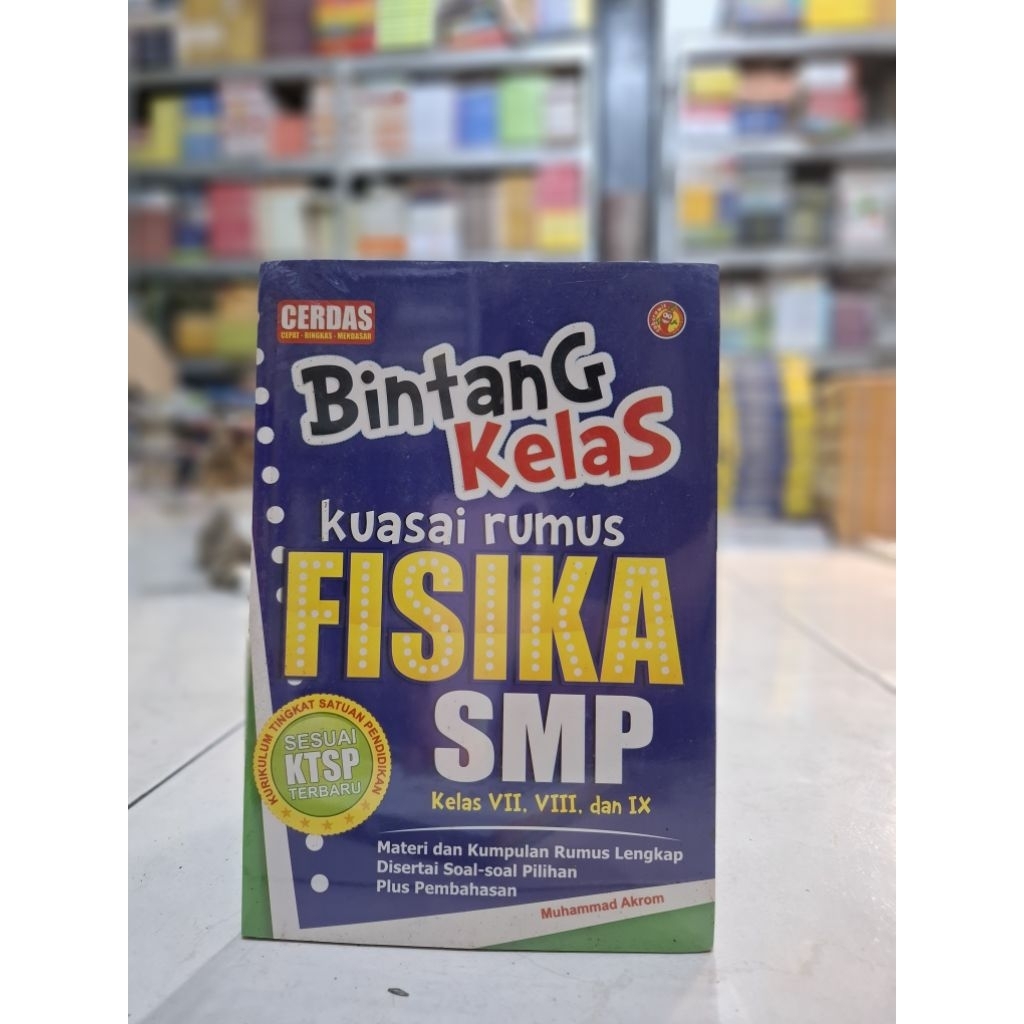 CERDAS
CEPAT - RINGKAS - MENDASAR
BintanG
KelaS
kuasai rumus
FISIKA
SMP
Kelas VII, VIII, dan IX
KURIKULUM TINGKAT SATUAN PENDIDIKAN
SESUAI
KTSP
TERBARU
Materi dan Kumpulan Rumus Lengkap
Disertai Soal-soal Pilihan
Plus Pembahasan
Muhammad Akrom